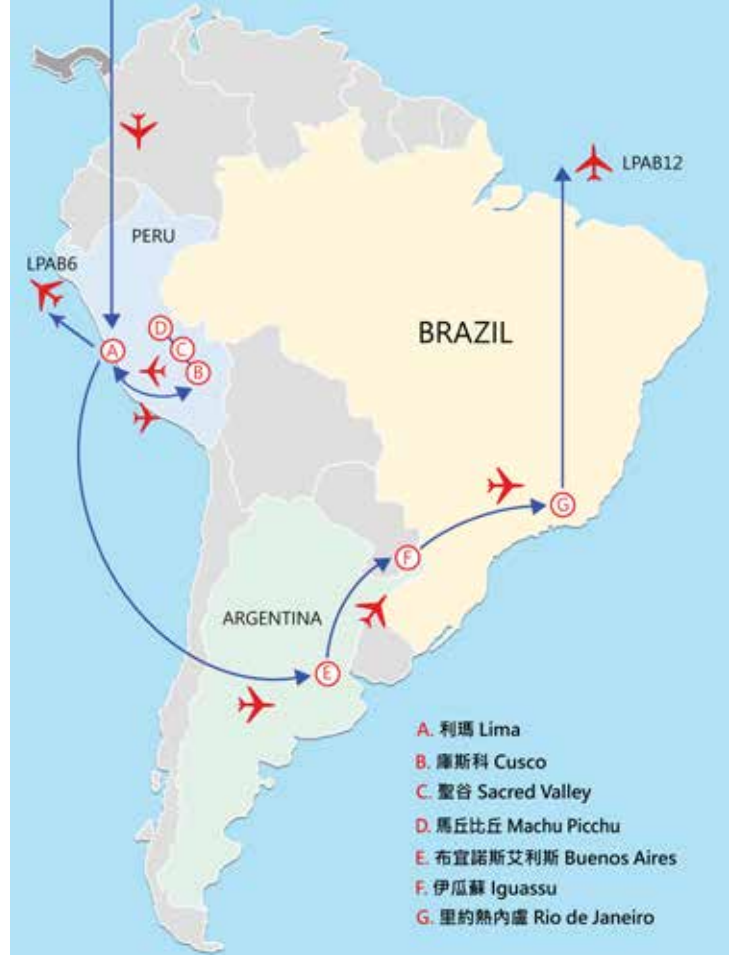 LPAB12
PERU
LPAB6
D
C
A
B
BRAZIL
G
F
ARGENTINA
E
A. 利瑪 Lima
B. 庫斯科 Cusco
C. 聖谷 Sacred Valley
D. 馬丘比丘 Machu Picchu
E. 布宜諾斯艾利斯 Buenos Aires
F. 伊瓜蘇 Iguassu
G. 里約熱內盧 Rio de Janeiro